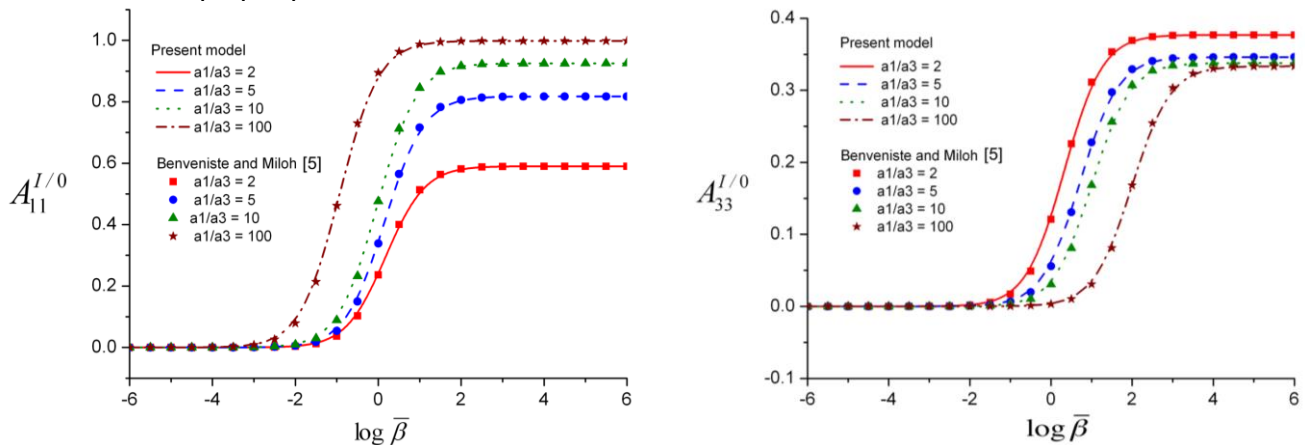 Present model
a1/a3 = 2
a1/a3 = 5
a1/a3 = 10
a1/a3 = 100
Benveniste and Miloh [5]
a1/a3 = 2
a1/a3 = 5
a1/a3 = 10
a1/a3 = 100
A_{11}^{I/0}
1.0
0.8
0.6
0.4
0.2
0.0
-6 -4 -2 0 2 4 6
log β̅
Present model
a1/a3 = 2
a1/a3 = 5
a1/a3 = 10
a1/a3 = 100
Benveniste and Miloh [5]
a1/a3 = 2
a1/a3 = 5
a1/a3 = 10
a1/a3 = 100
A_{33}^{I/0}
0.4
0.3
0.2
0.1
0.0
-0.1
-6 -4 -2 0 2 4 6
log β̅